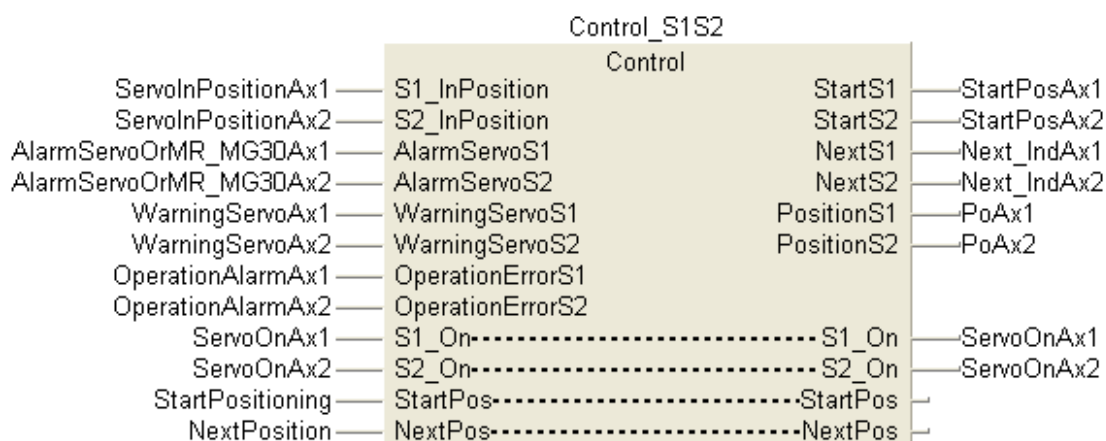 Control_S1S2
Control
ServoInPositionAx1 S1_InPosition StartS1 StartPosAx1
ServoInPositionAx2 S2_InPosition StartS2 StartPosAx2
AlarmServoOrMR_MG30Ax1 AlarmServoS1 NextS1 Next_IndAx1
AlarmServoOrMR_MG30Ax2 AlarmServoS2 NextS2 Next_IndAx2
WarningServoAx1 WarningServoS1 PositionS1 PoAx1
WarningServoAx2 WarningServoS2 PositionS2 PoAx2
OperationAlarmAx1 OperationErrorS1
OperationAlarmAx2 OperationErrorS2
ServoOnAx1 S1_On S1_On ServoOnAx1
ServoOnAx2 S2_On S2_On ServoOnAx2
StartPositioning StartPos StartPos
NextPosition NextPos NextPos